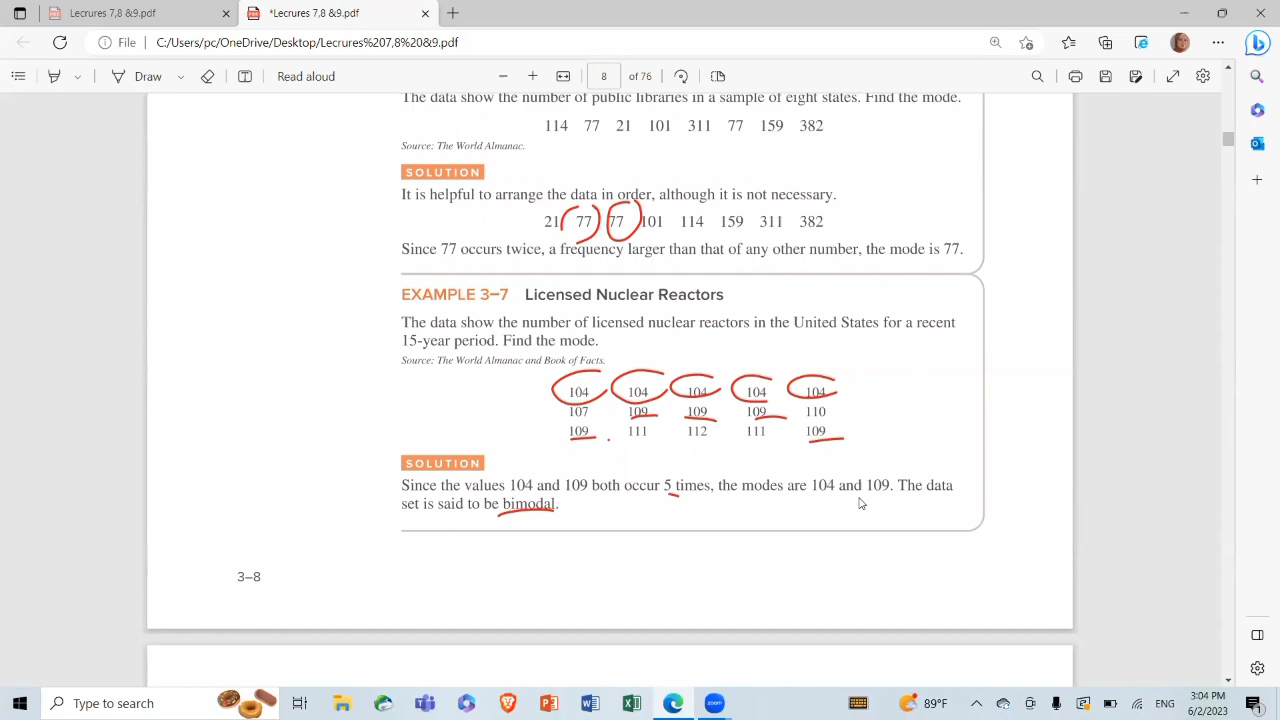 Lecures 7,8 &9.pdf
*Lecures 7,8 &9.pdf
File
C:/Users/pc/OneDrive/Desktop/Lecures%207,8%20&9.pdf
Draw
Read aloud
8
of 76
The data show the number of public libraries in a sample of eight states. Find the mode.
114 77 21 101 311 77 159 382
Source: The World Almanac.
SOLUTION
It is helpful to arrange the data in order, although it is not necessary.
21 77 77 101 114 159 311 382
Since 77 occurs twice, a frequency larger than that of any other number, the mode is 77.
EXAMPLE 3–7 Licensed Nuclear Reactors
The data show the number of licensed nuclear reactors in the United States for a recent
15-year period. Find the mode.
Source: The World Almanac and Book of Facts.
104 104 104 104 104
107 109 109 109 110
109 111 112 111 109
SOLUTION
Since the values 104 and 109 both occur 5 times, the modes are 104 and 109. The data
set is said to be bimodal.
3–8
Type to search
zoom
89°F
ENG
3:04 PM
6/2/2023
1